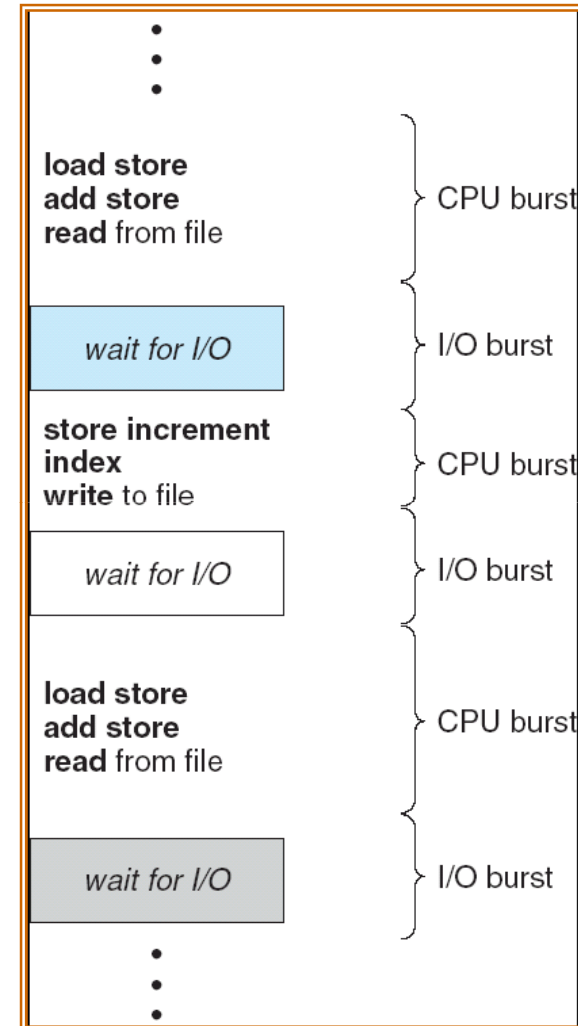 load store
add store
read from file
CPU burst
wait for I/O
I/O burst
store increment
index
write to file
CPU burst
wait for I/O
I/O burst
load store
add store
read from file
CPU burst
wait for I/O
I/O burst